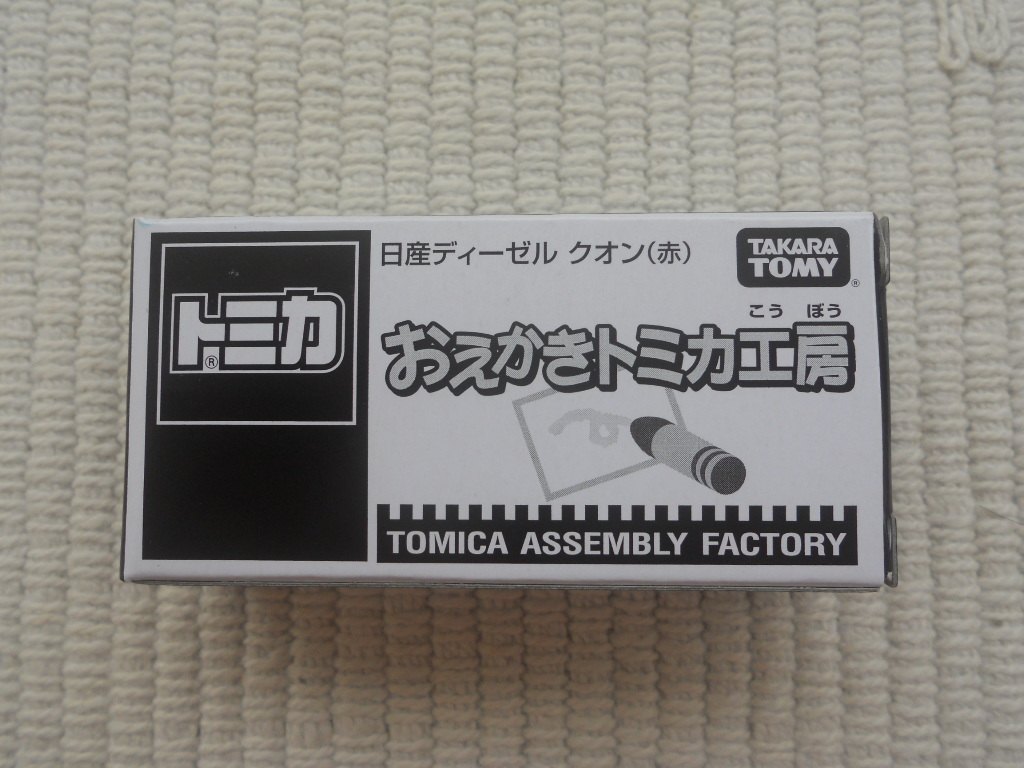 トミカ®
日産ディーゼル クオン(赤)
TAKARA
TOMY®
こう ぼう
おえかきトミカ工房
TOMICA ASSEMBLY FACTORY